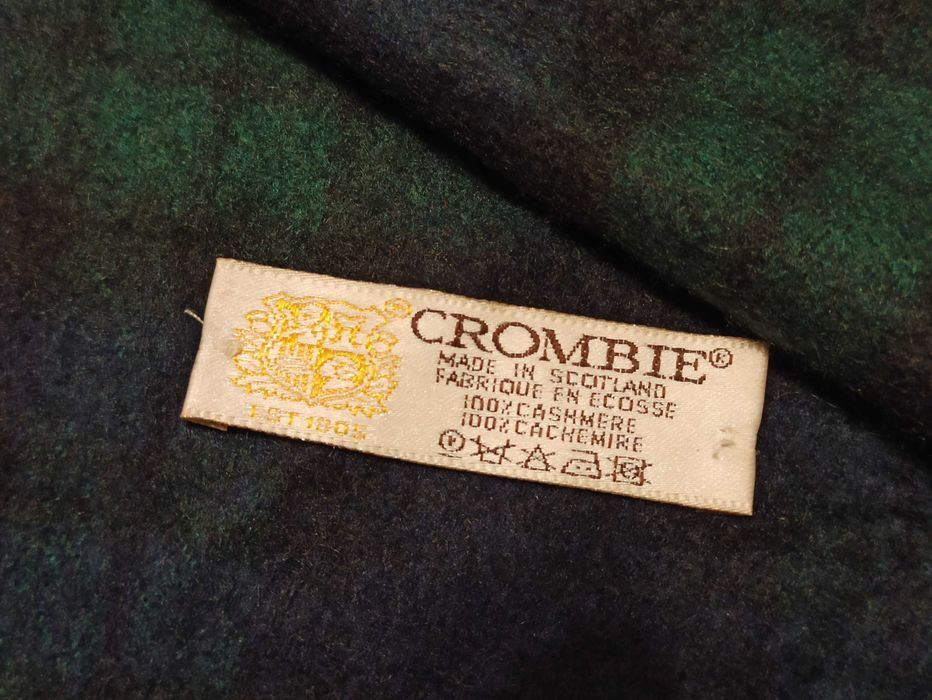 EST 1805
CROMBIE®
MADE IN SCOTLAND
FABRIQUE EN ECOSSE
100% CASHMERE
100% CACHEMIRE
Ⓟ